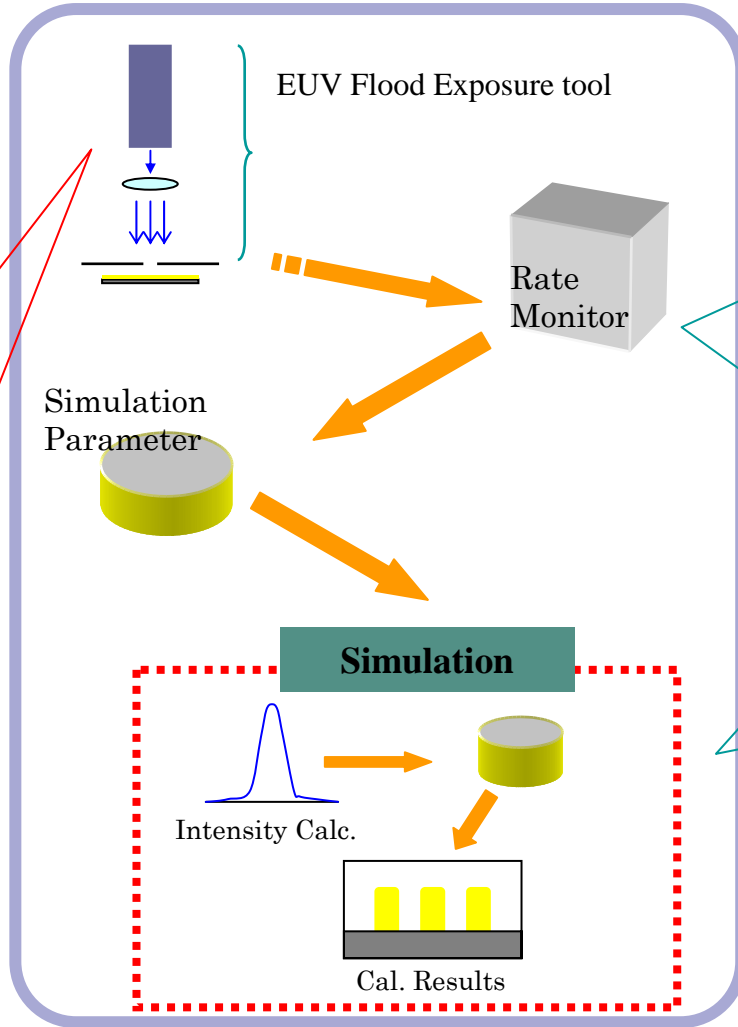 EUV Flood Exposure tool
Rate
Monitor
Simulation
Parameter
Simulation
Intensity Calc.
Cal. Results